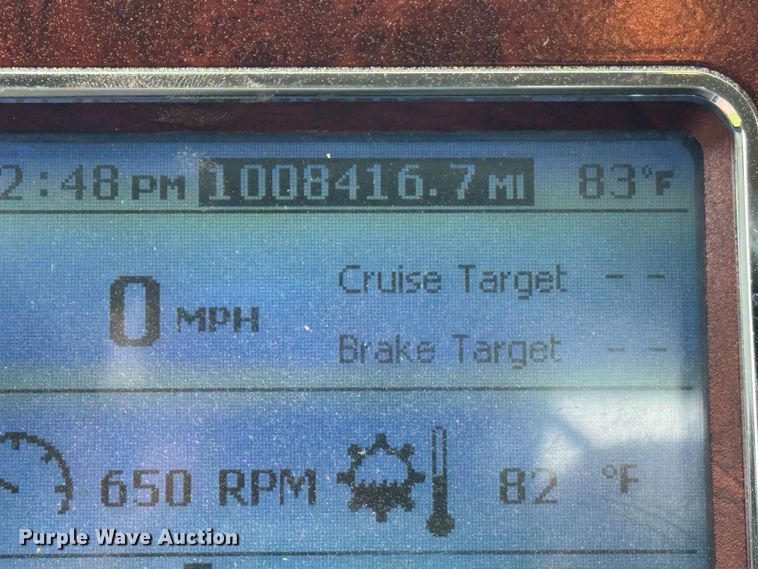 2:48 PM 1008416.7 MI 83°F
0 MPH
Cruise Target - -
Brake Target - -
650 RPM 82 °F
Purple Wave Auction